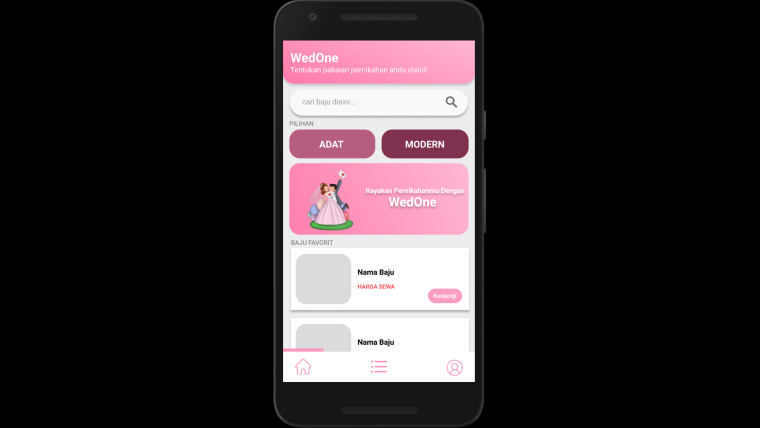 WedOne
Tentukan pakaian pernikahan anda disini!
cari baju disini...
PILIHAN
ADAT
MODERN
Rayakan Pernikahanmu Dengan
WedOne
BAJU FAVORIT
Nama Baju
HARGA SEWA
Kunjungi
Nama Baju